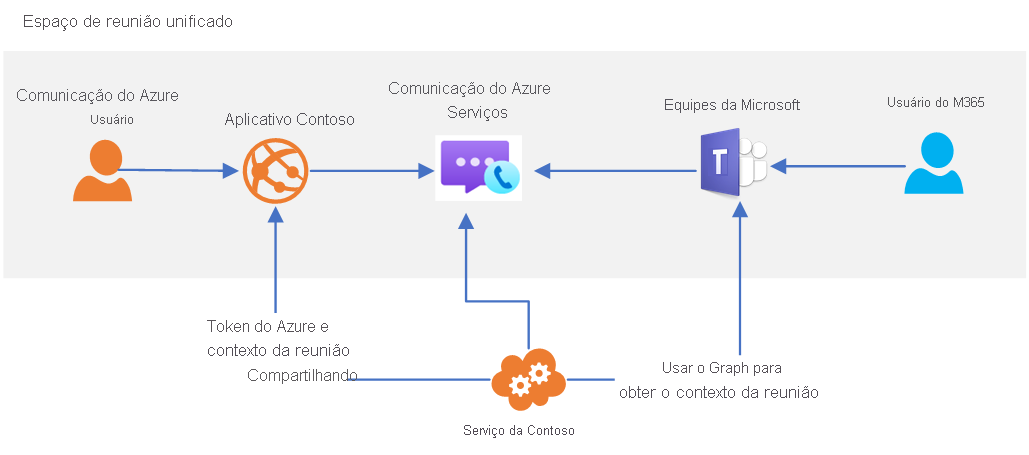 Espaço de reunião unificado
Comunicação do Azure
Usuário
Aplicativo Contoso
Comunicação do Azure
Serviços
Equipes da Microsoft
Usuário do M365
T
Token do Azure e
contexto da reunião
Compartilhando
Usar o Graph para
obter o contexto da reunião
Serviço da Contoso